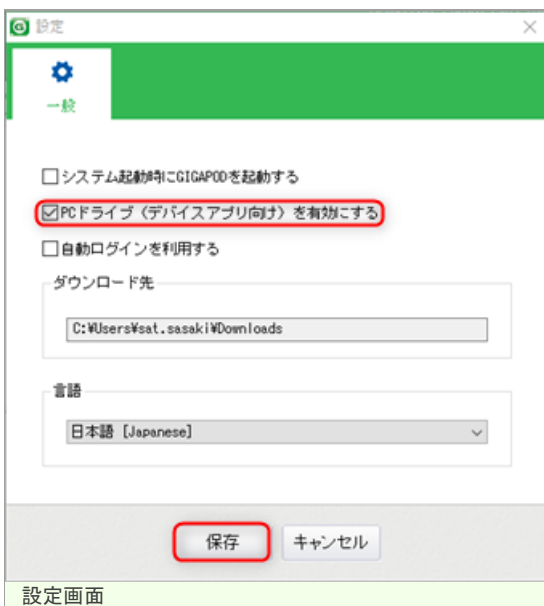 設定
一般
システム起動時にGIGAPODを起動する
PCドライブ（デバイスアプリ向け）を有効にする
自動ログインを利用する
ダウンロード先
C:¥Users¥sat.sasaki¥Downloads
言語
日本語 [Japanese]
保存 キャンセル
設定画面